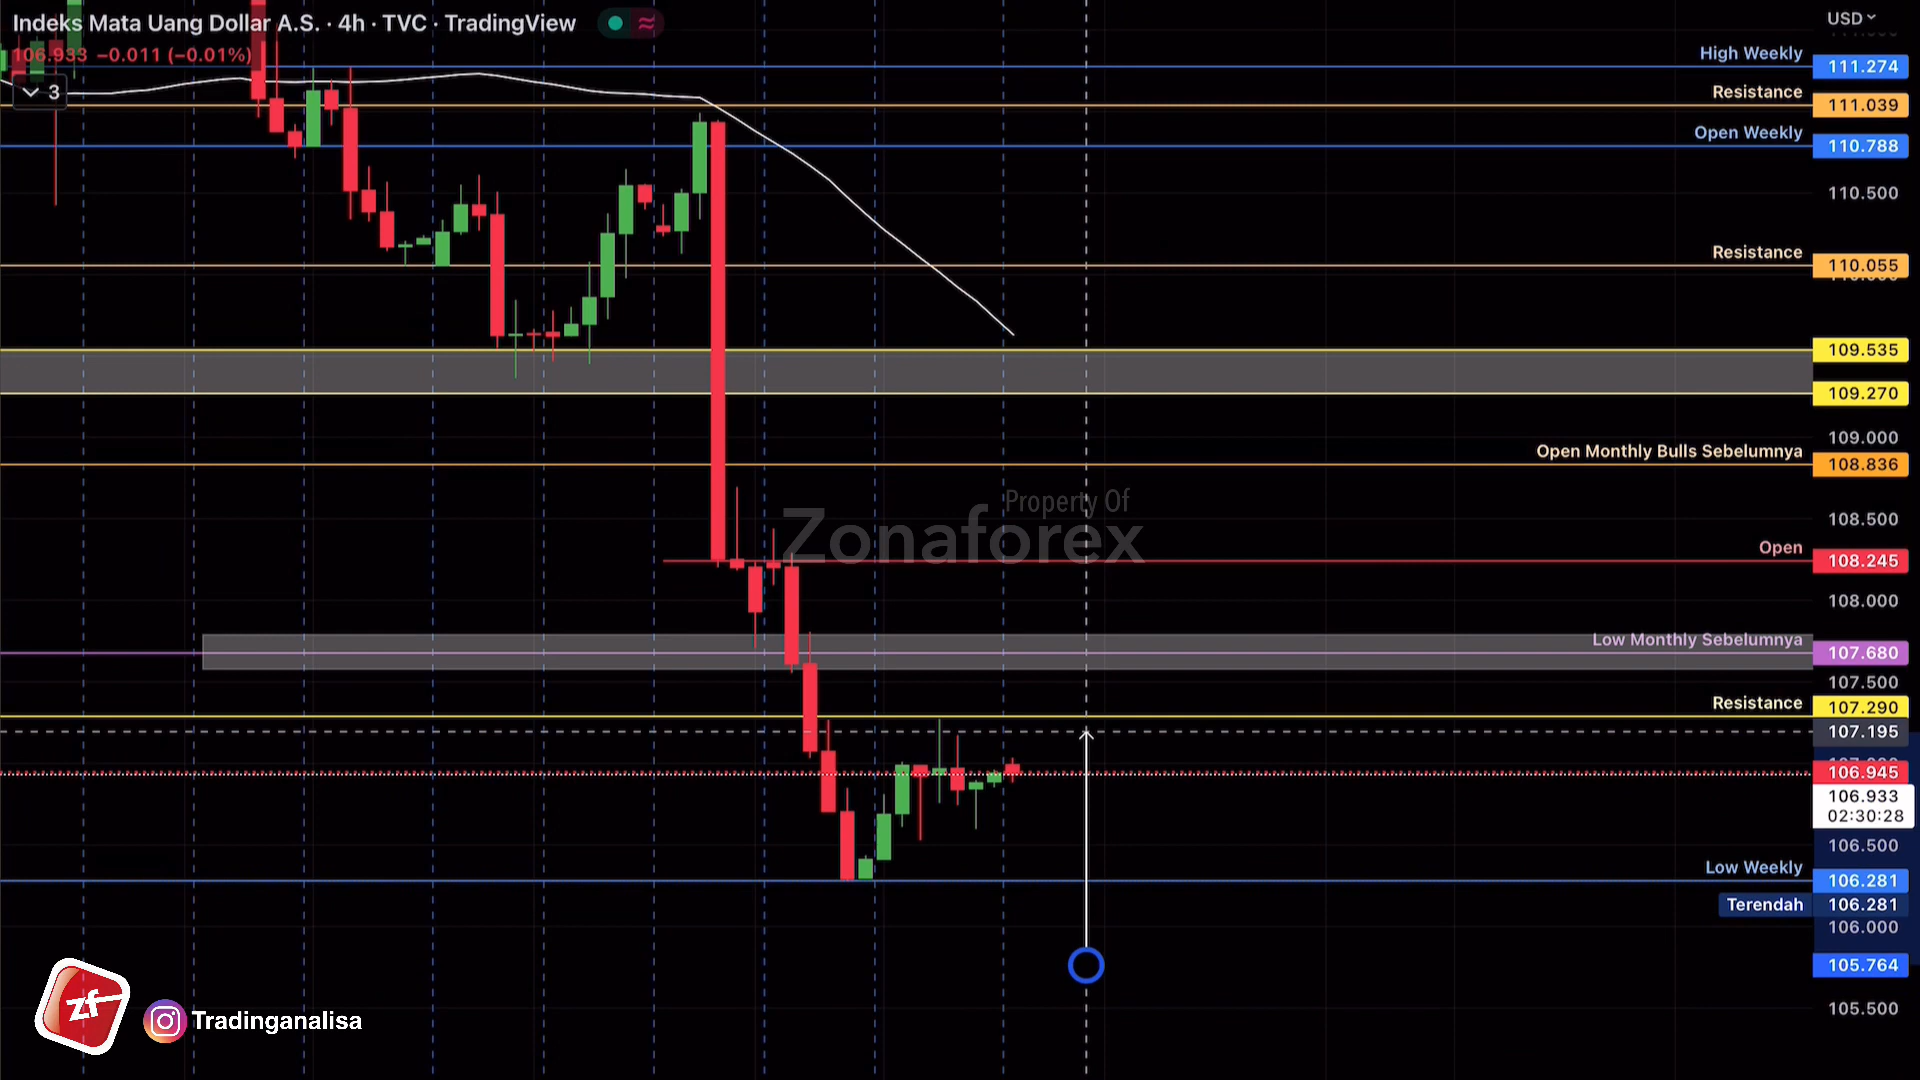 Indeks Mata Uang Dollar A.S. · 4h · TVC · TradingView
USD
106.933 −0.011 (−0.01%)
3
High Weekly
111.274
Resistance
111.039
Open Weekly
110.788
110.500
Resistance
110.055
109.535
109.270
109.000
Open Monthly Bulls Sebelumnya
108.836
Property Of
Zonaforex
108.500
Open
108.245
108.000
Low Monthly Sebelumnya
107.680
107.500
Resistance
107.290
107.195
106.945
106.933
02:30:28
106.500
Low Weekly
106.281
Terendah
106.281
106.000
105.764
105.500
zf
Tradinganalisa